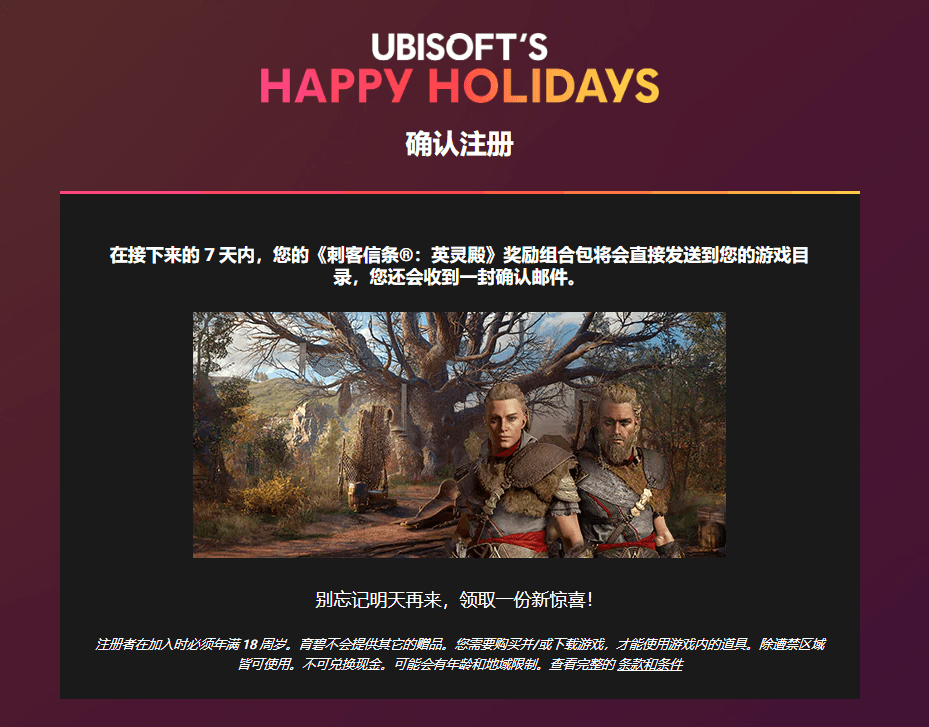 UBISOFT'S
HAPPY HOLIDAYS
确认注册
在接下来的 7 天内，您的《刺客信条®：英灵殿》奖励组合包将会直接发送到您的游戏目
录，您还会收到一封确认邮件。
别忘记明天再来，领取一份新惊喜！
注册者在加入时必须年满 18 周岁。育碧不会提供其它的赠品。您需要购买并/或下载游戏，才能使用游戏内的道具。除遭禁区域
皆可使用。不可兑换现金。可能会有年龄和地域限制。查看完整的 条款和条件